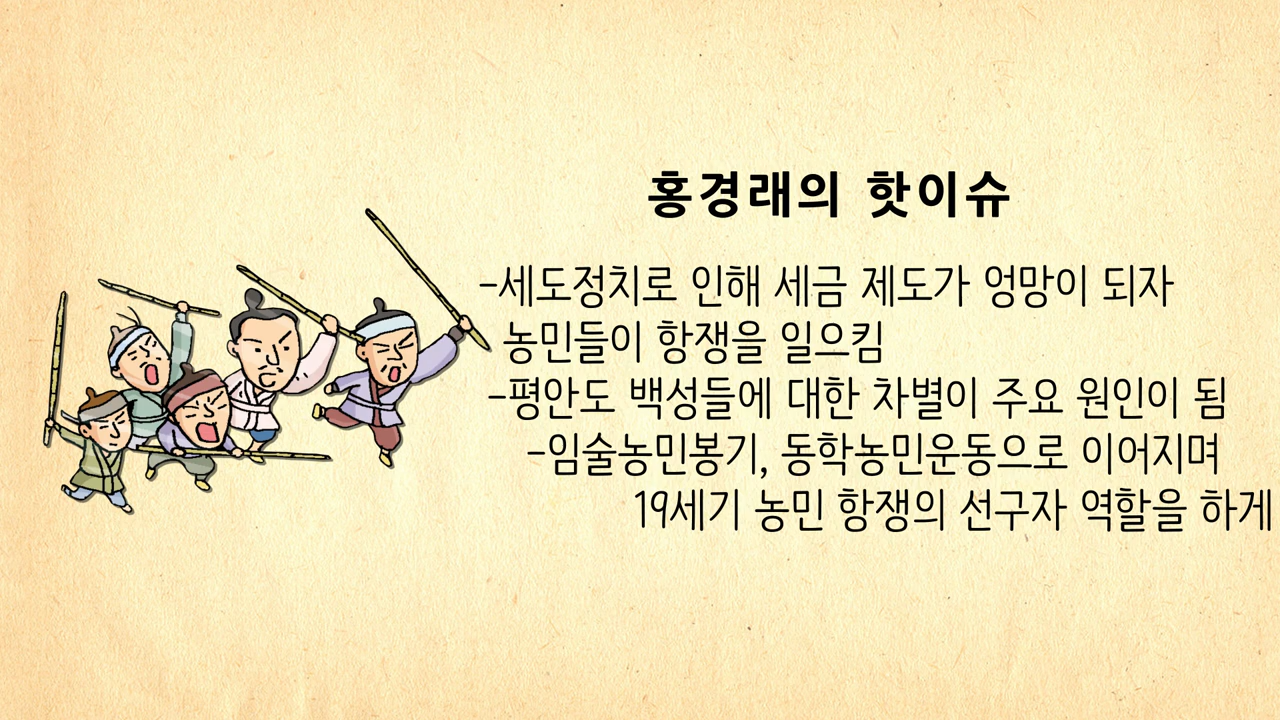 홍경래의 핫이슈
-세도정치로 인해 세금 제도가 엉망이 되자
농민들이 항쟁을 일으킴
-평안도 백성들에 대한 차별이 주요 원인이 됨
-임술농민봉기, 동학농민운동으로 이어지며
19세기 농민 항쟁의 선구자 역할을 하게